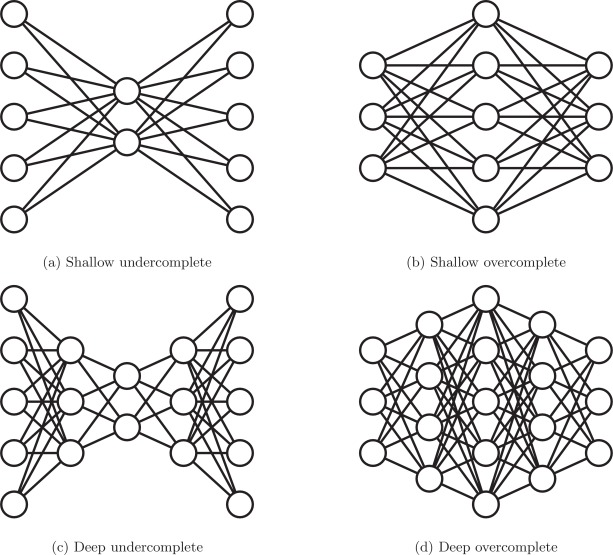 (a) Shallow undercomplete
(b) Shallow overcomplete
(c) Deep undercomplete
(d) Deep overcomplete